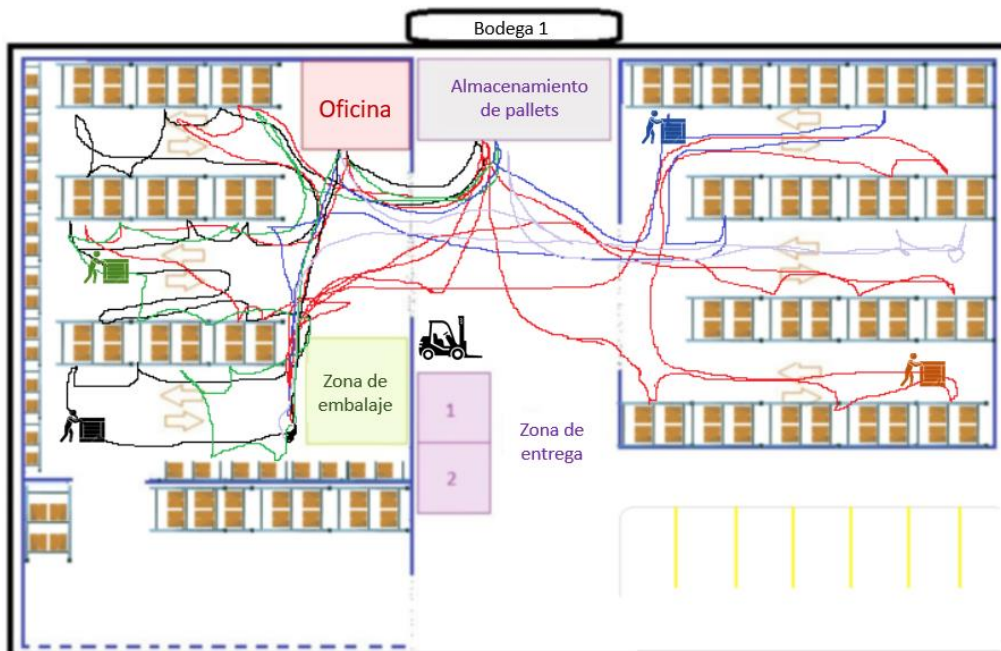 Bodega 1
Oficina
Almacenamiento
de pallets
Zona de
embalaje
1
2
Zona de
entrega